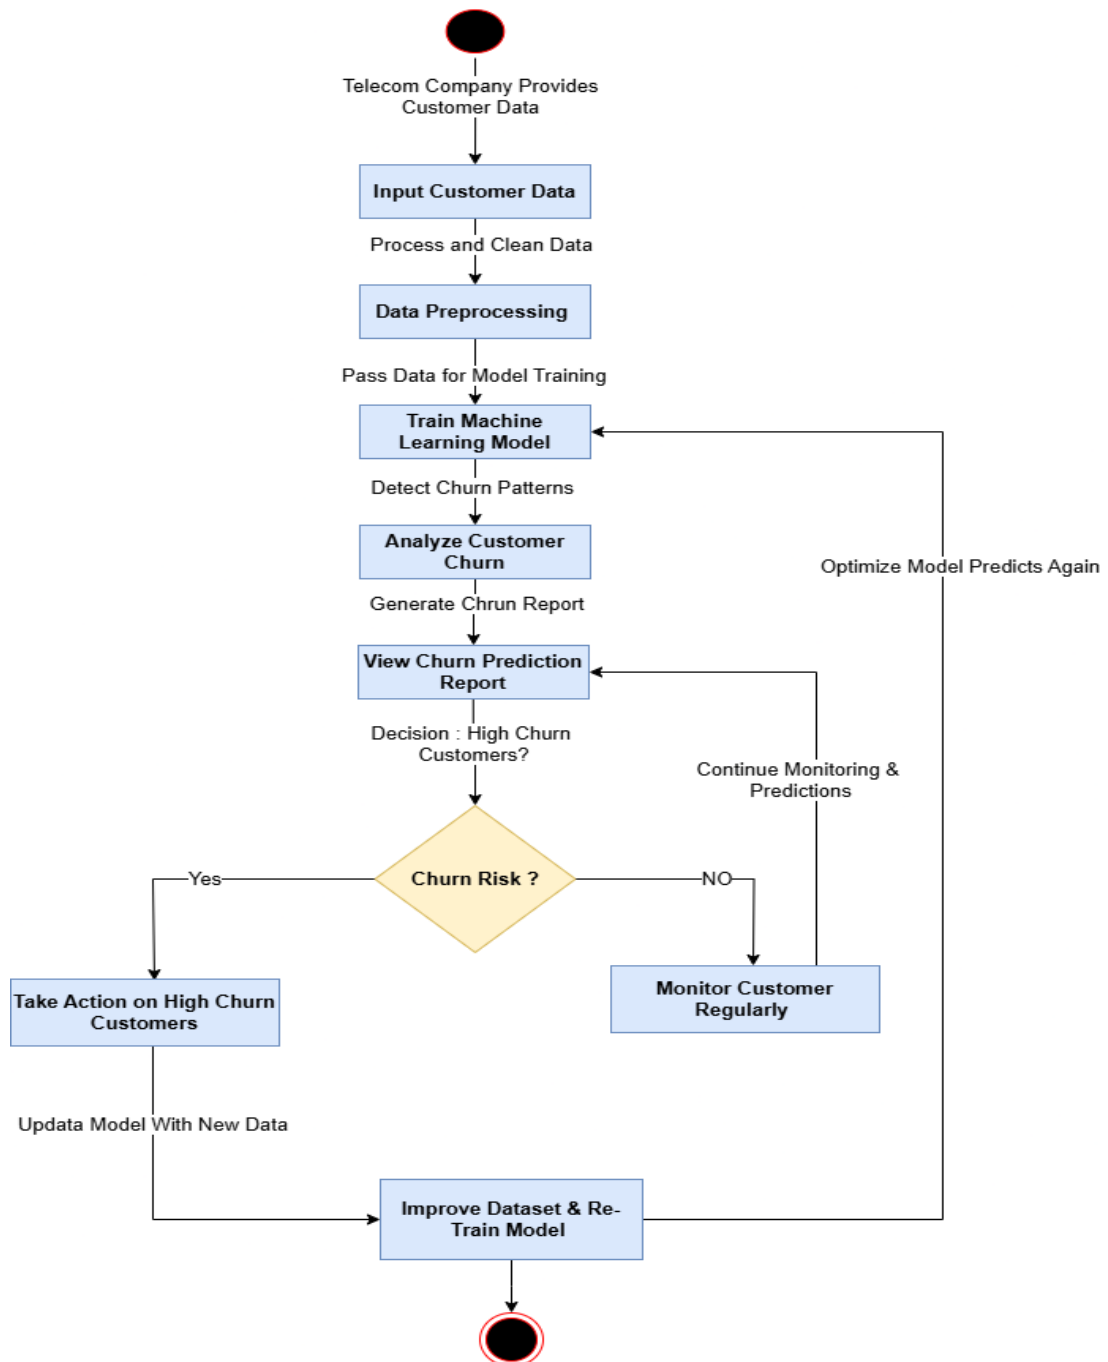 Telecom Company Provides
Customer Data
Input Customer Data
Process and Clean Data
Data Preprocessing
Pass Data for Model Training
Train Machine
Learning Model
Detect Churn Patterns
Analyze Customer
Churn
Optimize Model Predicts Again
Generate Chrun Report
View Churn Prediction
Report
Decision : High Churn
Customers?
Continue Monitoring &
Predictions
Churn Risk ?
Yes
NO
Take Action on High Churn
Customers
Monitor Customer
Regularly
Updata Model With New Data
Improve Dataset & Re-
Train Model